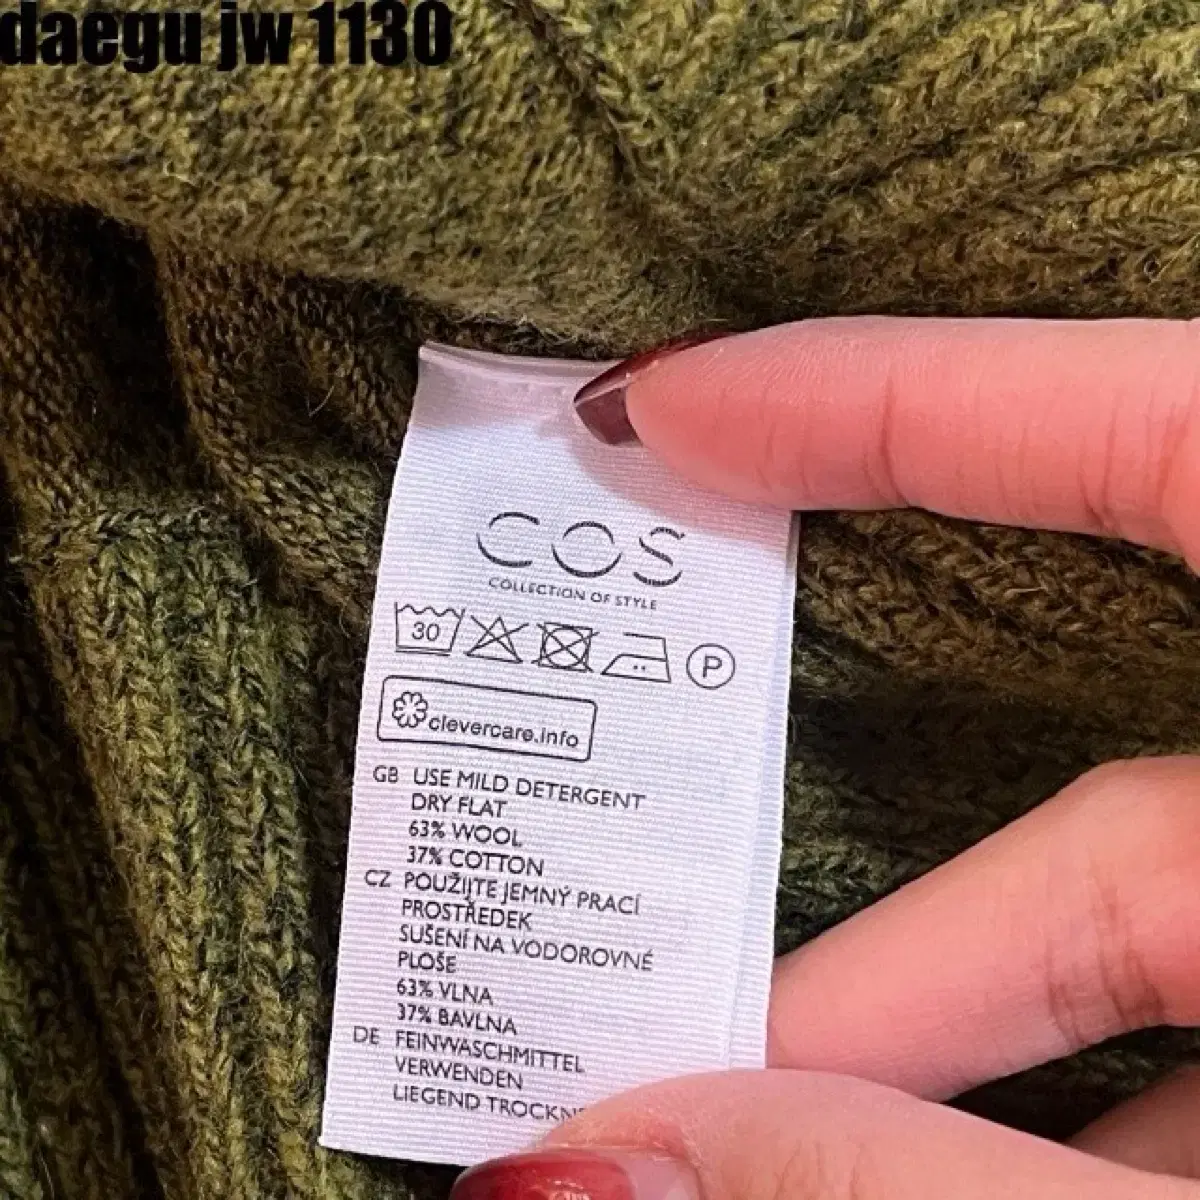 daegu jw 1130
COS
COLLECTION OF STYLE
30
P
clevercare.info
GB USE MILD DETERGENT
DRY FLAT
63% WOOL
37% COTTON
CZ POUŽIJTE JEMNÝ PRACÍ
PROSTŘEDEK
SUŠENÍ NA VODOROVNÉ
PLOŠE
63% VLNA
37% BAVLNA
DE FEINWASCHMITTEL
VERWENDEN
LIEGEND